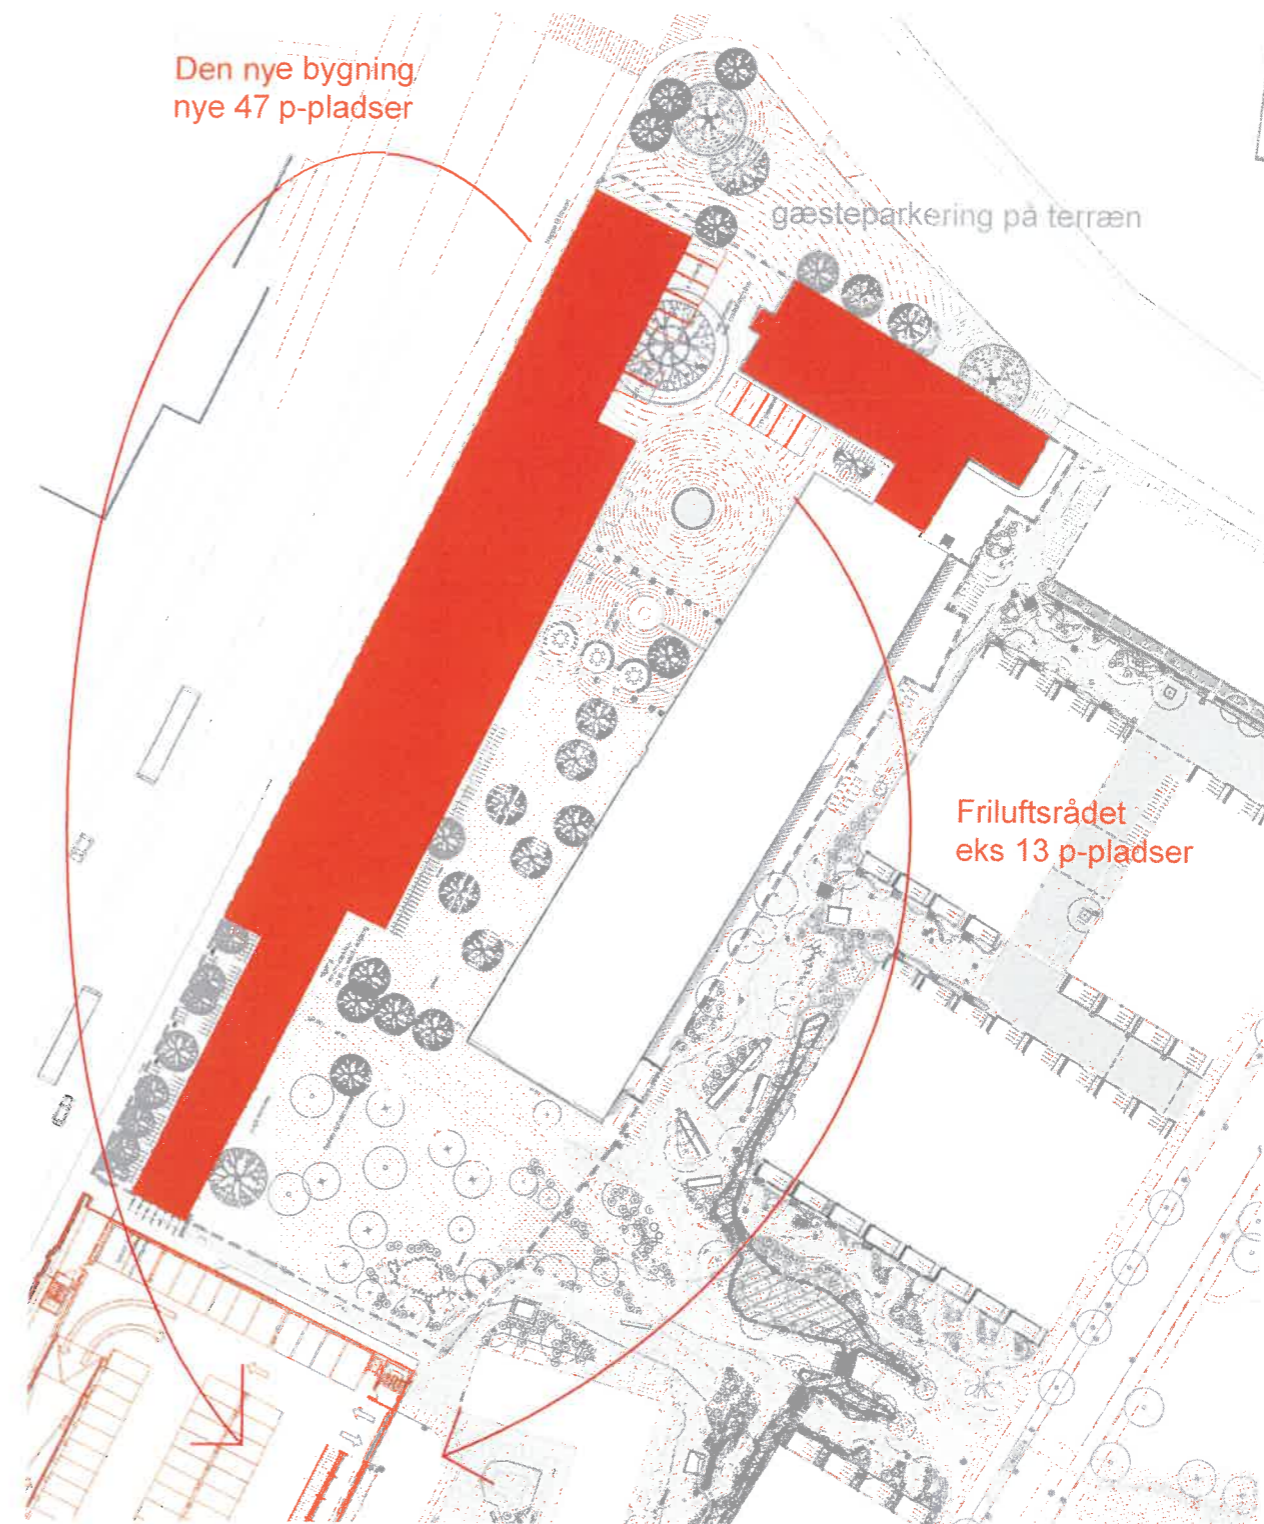 Den nye bygning
nye 47 p-pladser
gæsteparkering på terræn
Friluftsrådet
eks 13 p-pladser